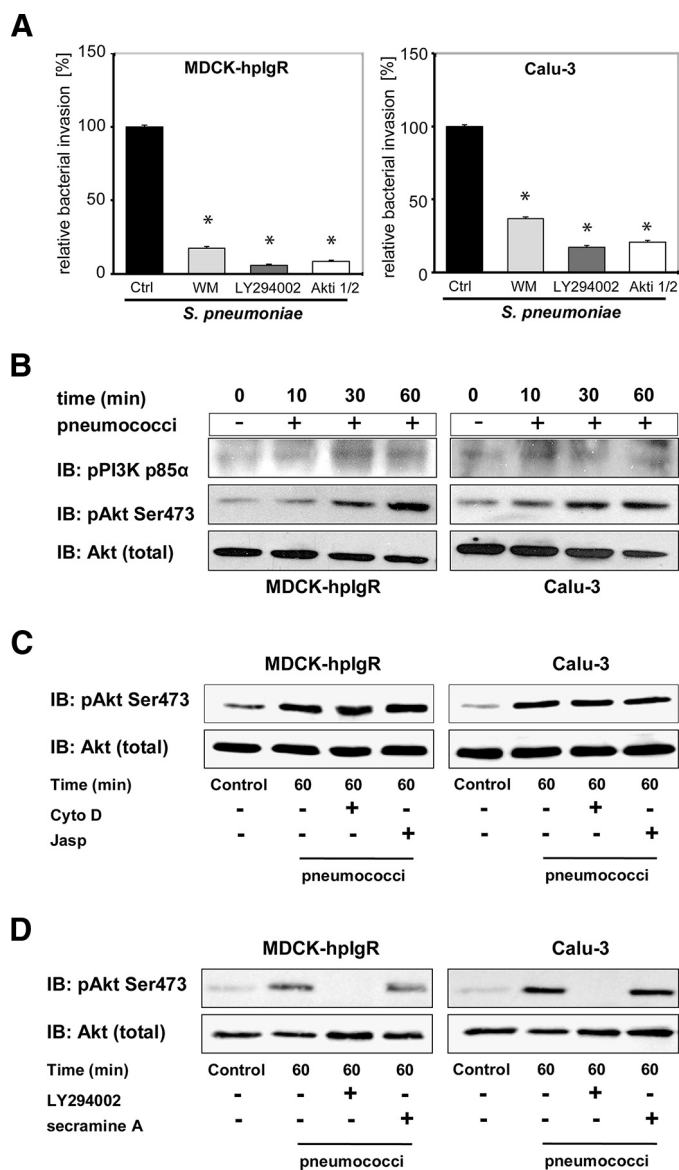 A
relative bacterial invasion [%]
150
100
50
0
MDCK-hpIgR
*
*
*
Ctrl WM LY294002 Akti 1/2
S. pneumoniae
relative bacterial invasion [%]
150
100
50
0
Calu-3
*
*
*
Ctrl WM LY294002 Akti 1/2
S. pneumoniae
B
time (min) 0 10 30 60 0 10 30 60
pneumococci - + + + - + + +
IB: pPI3K p85α
IB: pAkt Ser473
IB: Akt (total)
MDCK-hpIgR Calu-3
C
MDCK-hpIgR Calu-3
IB: pAkt Ser473
IB: Akt (total)
Time (min) Control 60 60 60 Control 60 60 60
Cyto D - - + - - - + -
Jasp - - - + - - - +
pneumococci pneumococci
D
MDCK-hpIgR Calu-3
IB: pAkt Ser473
IB: Akt (total)
Time (min) Control 60 60 60 Control 60 60 60
LY294002 - - + - - - + -
secramine A - - - + - - - +
pneumococci pneumococci